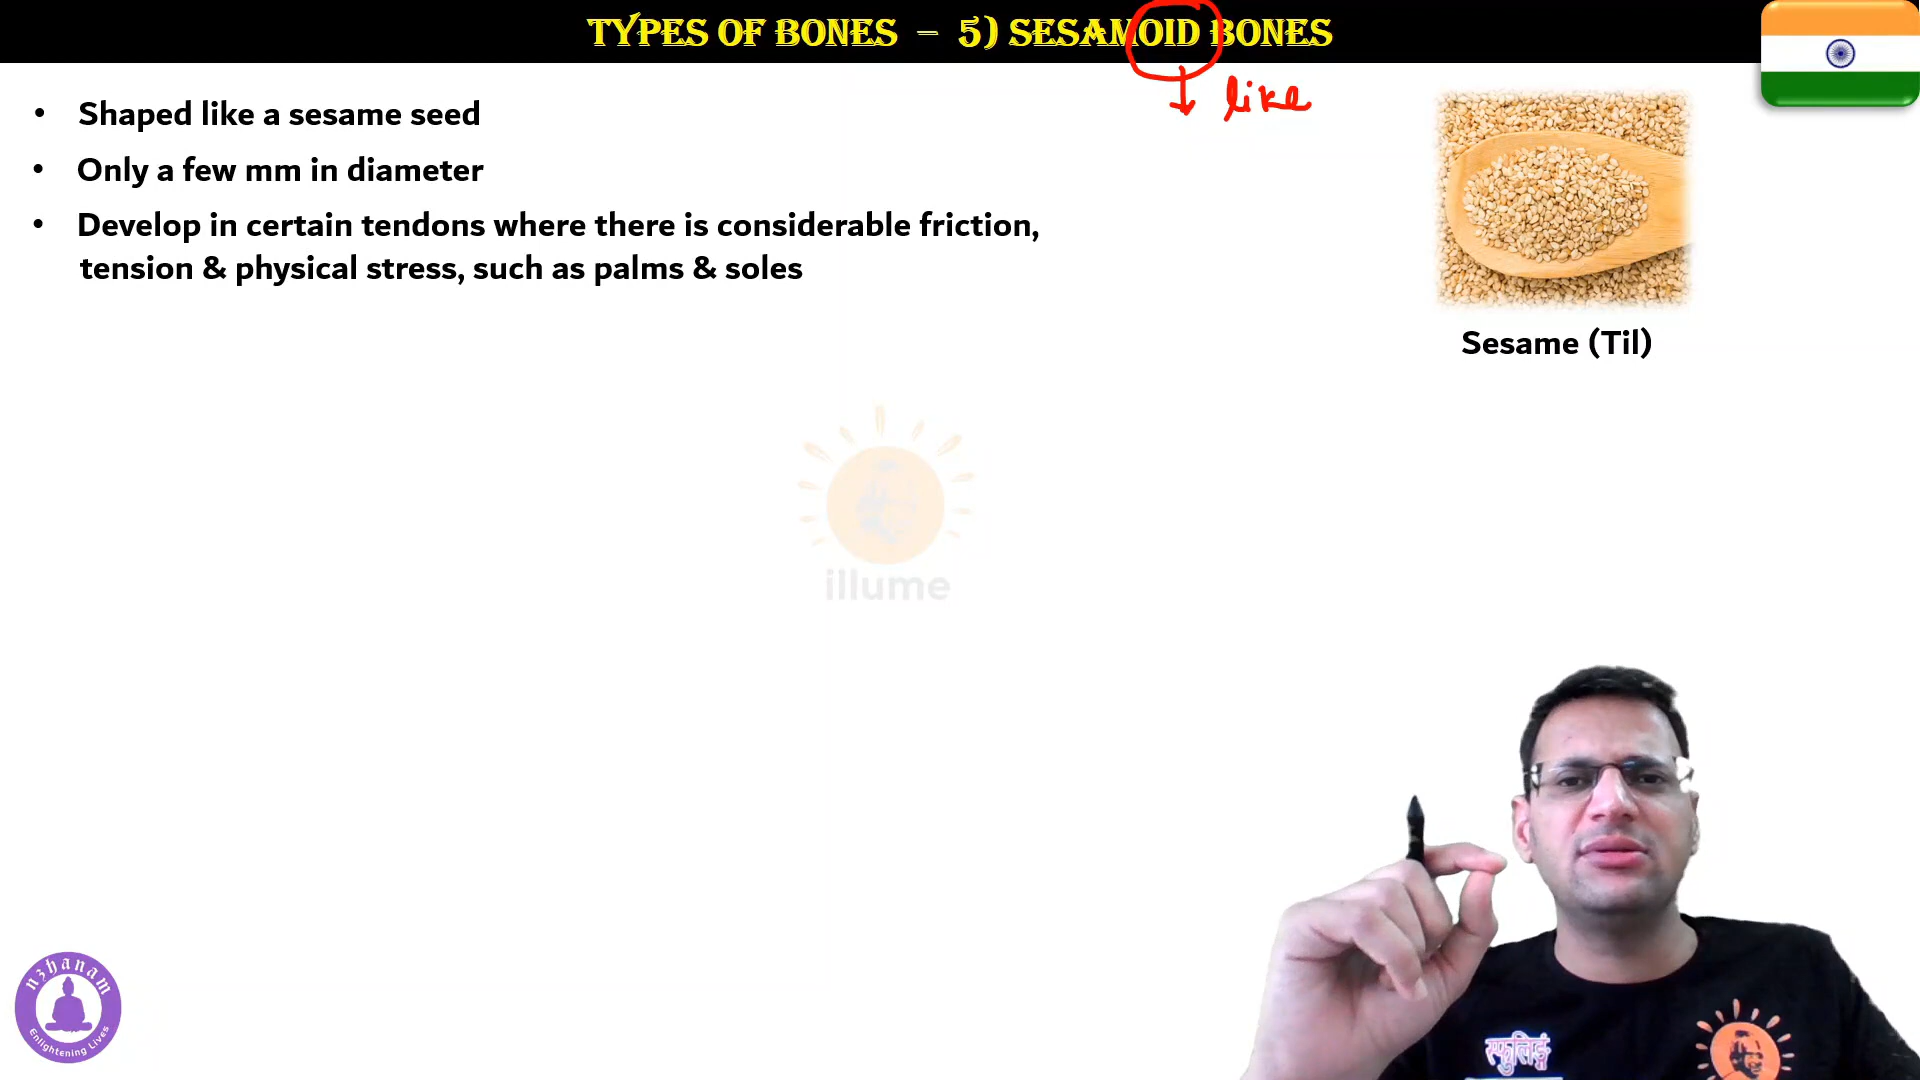 TYPES OF BONES – 5) SESAMOID BONES
like
• Shaped like a sesame seed
• Only a few mm in diameter
• Develop in certain tendons where there is considerable friction,
tension & physical stress, such as palms & soles
Sesame (Til)
illume
nzhanam
Enlightening Lives
स्फुलिङ्गं